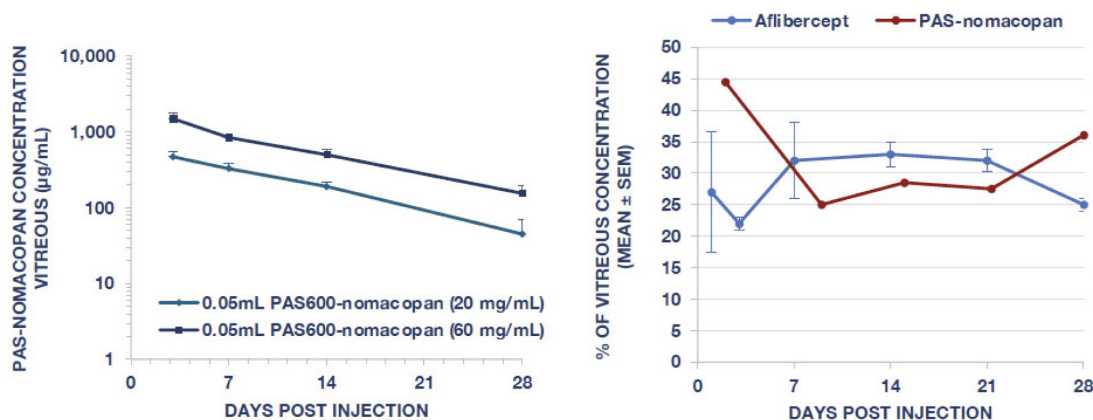 PAS-NOMACOPAN CONCENTRATION
VITREOUS (µg/mL)
10,000
1,000
100
10
1
0.05mL PAS600-nomacopan (20 mg/mL)
0.05mL PAS600-nomacopan (60 mg/mL)
0 7 14 21 28
DAYS POST INJECTION
Aflibercept PAS-nomacopan
% OF VITREOUS CONCENTRATION
(MEAN ± SEM)
50
45
40
35
30
25
20
15
10
5
0
0 7 14 21 28
DAYS POST INJECTION